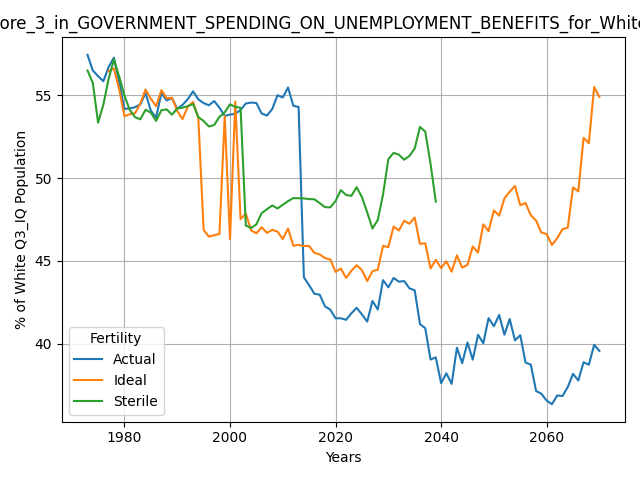 ore_3_in_GOVERNMENT_SPENDING_ON_UNEMPLOYMENT_BENEFITS_for_White
% of White Q3_IQ Population
55
50
45
40
Fertility
Actual
Ideal
Sterile
1980
2000
2020
2040
2060
Years